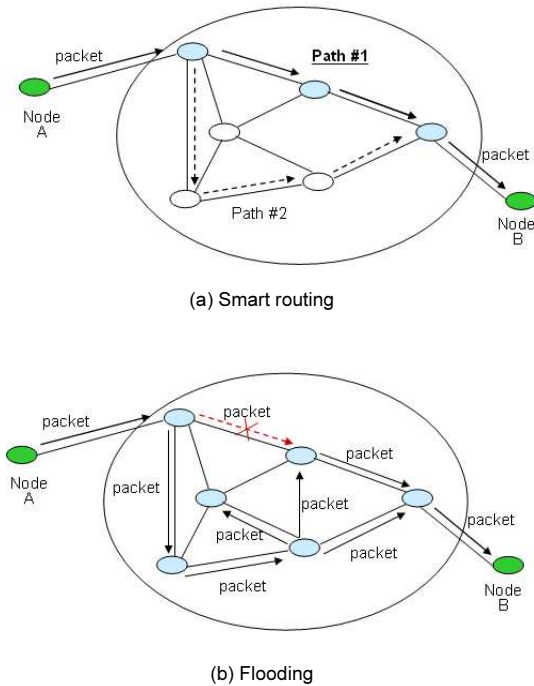 packet
Path #1
Node
A
packet
Path #2
Node
B
(a) Smart routing
packet
packet
packet
Node
A
packet
packet
packet
packet
packet
packet
Node
B
(b) Flooding